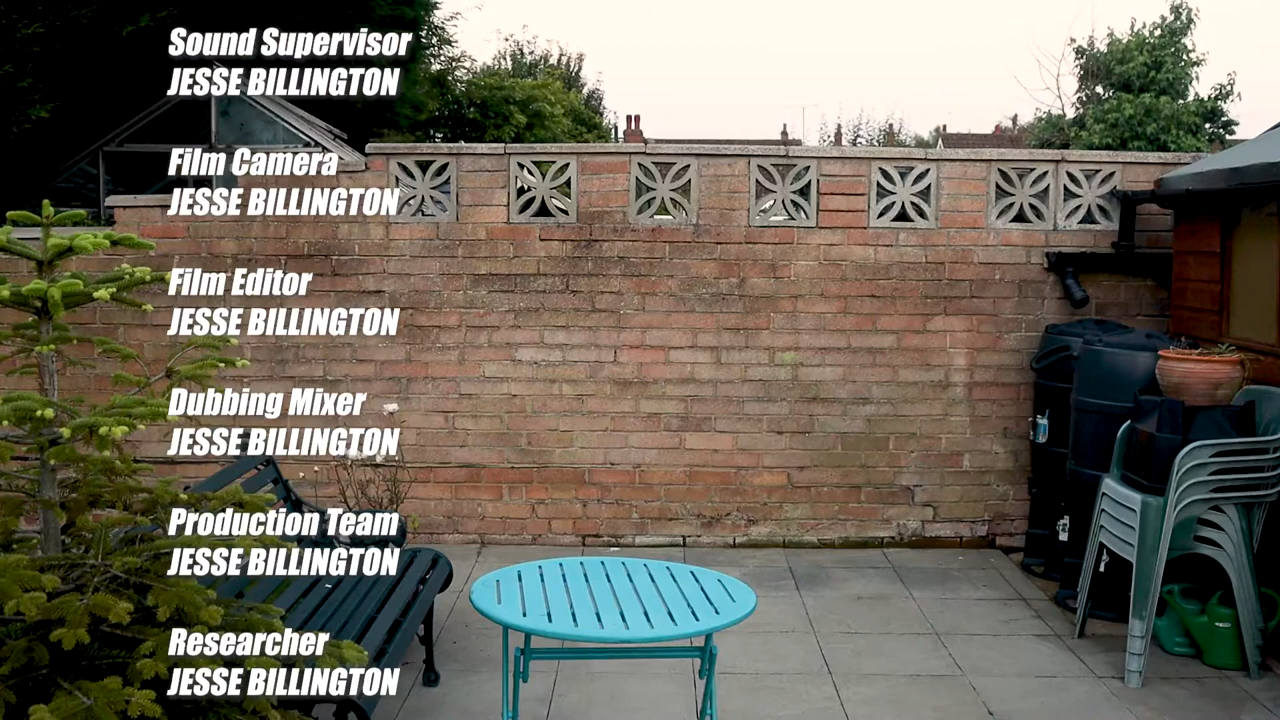 Sound Supervisor
JESSE BILLINGTON
Film Camera
JESSE BILLINGTON
Film Editor
JESSE BILLINGTON
Dubbing Mixer
JESSE BILLINGTON
Production Team
JESSE BILLINGTON
Researcher
JESSE BILLINGTON